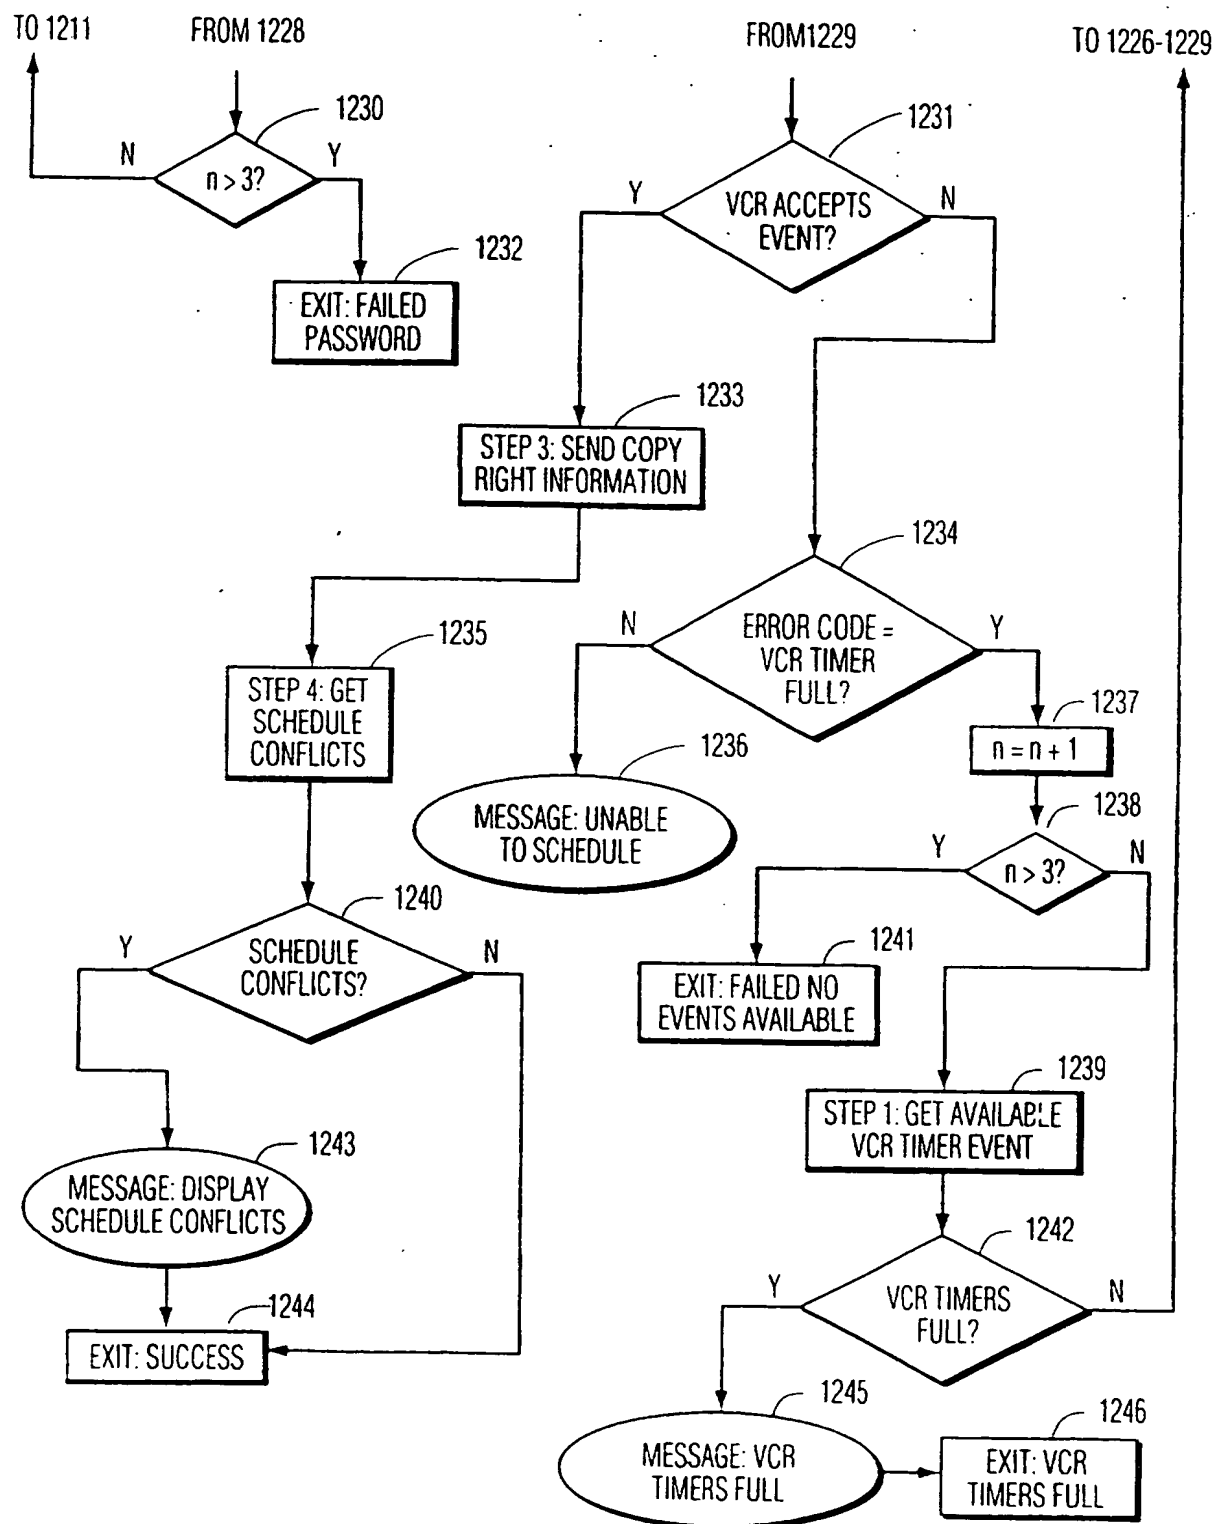 TO 1211
FROM 1228
FROM1229
TO 1226-1229
1230
N
n > 3?
Y
1231
Y
VCR ACCEPTS
EVENT?
N
1232
EXIT: FAILED
PASSWORD
1233
STEP 3: SEND COPY
RIGHT INFORMATION
1234
N
ERROR CODE =
VCR TIMER
FULL?
Y
1235
STEP 4: GET
SCHEDULE
CONFLICTS
1236
MESSAGE: UNABLE
TO SCHEDULE
1237
n = n + 1
1238
Y
n > 3?
N
1240
Y
SCHEDULE
CONFLICTS?
N
1241
EXIT: FAILED NO
EVENTS AVAILABLE
1239
STEP 1: GET AVAILABLE
VCR TIMER EVENT
1243
MESSAGE: DISPLAY
SCHEDULE CONFLICTS
1242
Y
VCR TIMERS
FULL?
N
1244
EXIT: SUCCESS
1245
MESSAGE: VCR
TIMERS FULL
1246
EXIT: VCR
TIMERS FULL